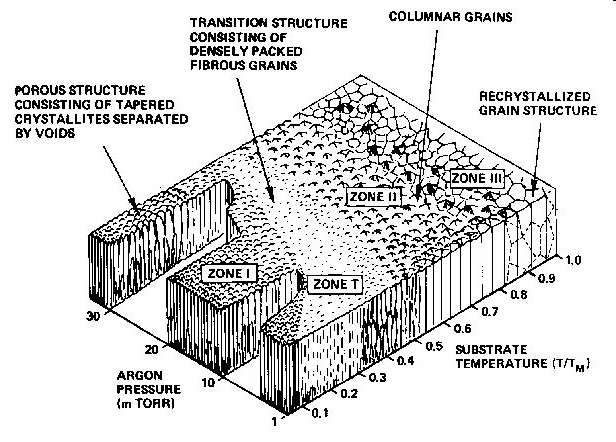 TRANSITION STRUCTURE
CONSISTING OF
DENSELY PACKED
FIBROUS GRAINS
COLUMNAR GRAINS
POROUS STRUCTURE
CONSISTING OF TAPERED
CRYSTALLITES SEPARATED
BY VOIDS
RECRYSTALLIZED
GRAIN STRUCTURE
ZONE III
ZONE II
ZONE I
ZONE T
1.0
0.9
0.8
0.7
0.6
0.5
0.4
0.3
0.2
0.1
SUBSTRATE
TEMPERATURE (T/TM)
30
20
10
1
ARGON
PRESSURE
(m TORR)